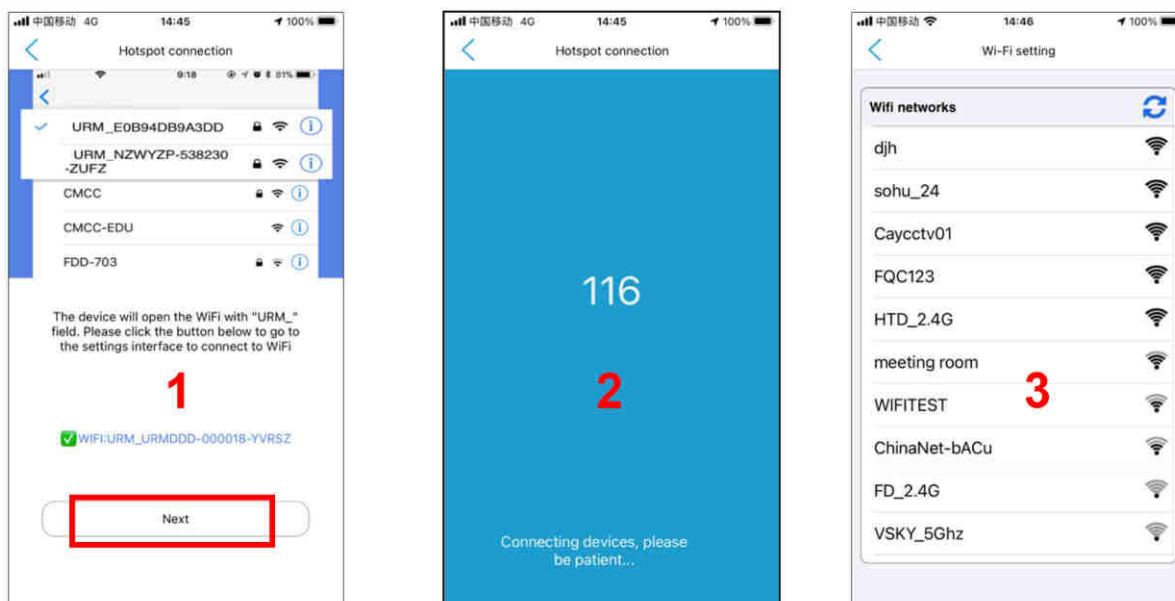 中国移动 4G 14:45 100%
Hotspot connection
9:18 81%
URM_E0B94DB9A3DD
URM_NZWYZP-538230
-ZUFZ
CMCC
CMCC-EDU
FDD-703
The device will open the WiFi with "URM_"
field. Please click the button below to go to
the settings interface to connect to WiFi
1
WIFI:URM_URMDDD-000018-YVRSZ
Next
中国移动 4G 14:45 100%
Hotspot connection
116
2
Connecting devices, please
be patient...
中国移动 14:46 100%
Wi-Fi setting
Wifi networks
djh
sohu_24
Caycctv01
FQC123
HTD_2.4G
meeting room
3
WIFITEST
ChinaNet-bACu
FD_2.4G
VSKY_5Ghz